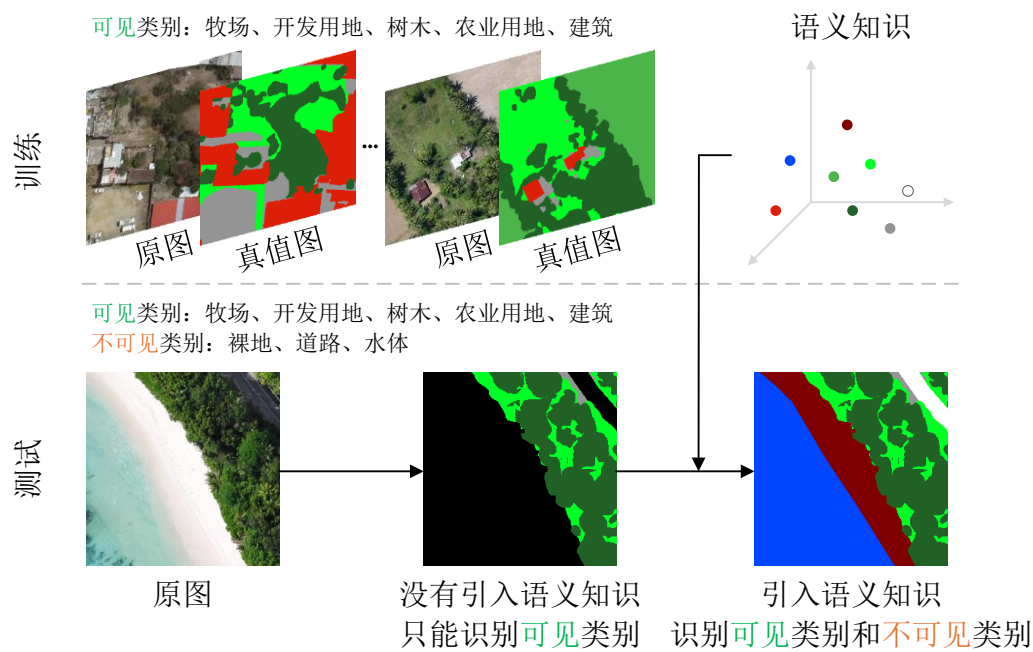 可见类别：牧场、开发用地、树木、农业用地、建筑
语义知识
训练
...
原图
真值图
原图
真值图
可见类别：牧场、开发用地、树木、农业用地、建筑
不可见类别：裸地、道路、水体
测试
原图
没有引入语义知识
只能识别可见类别
引入语义知识
识别可见类别和不可见类别